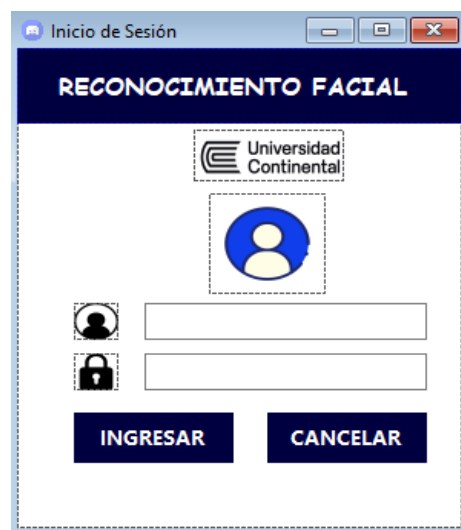 Inicio de Sesión
RECONOCIMIENTO FACIAL
Universidad
Continental
INGRESAR
CANCELAR